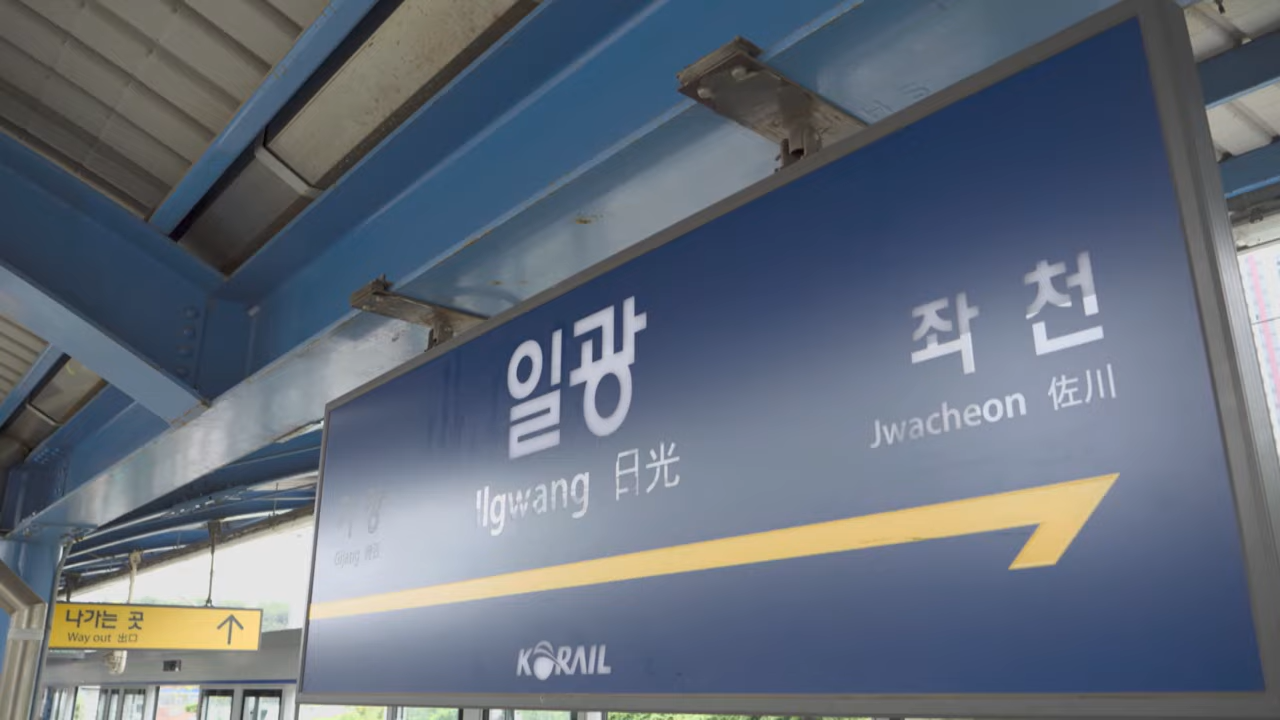 일광
Ilgwang 日光
좌천
Jwacheon 佐川
Gijang
KORAIL
나가는 곳
Way out 出口